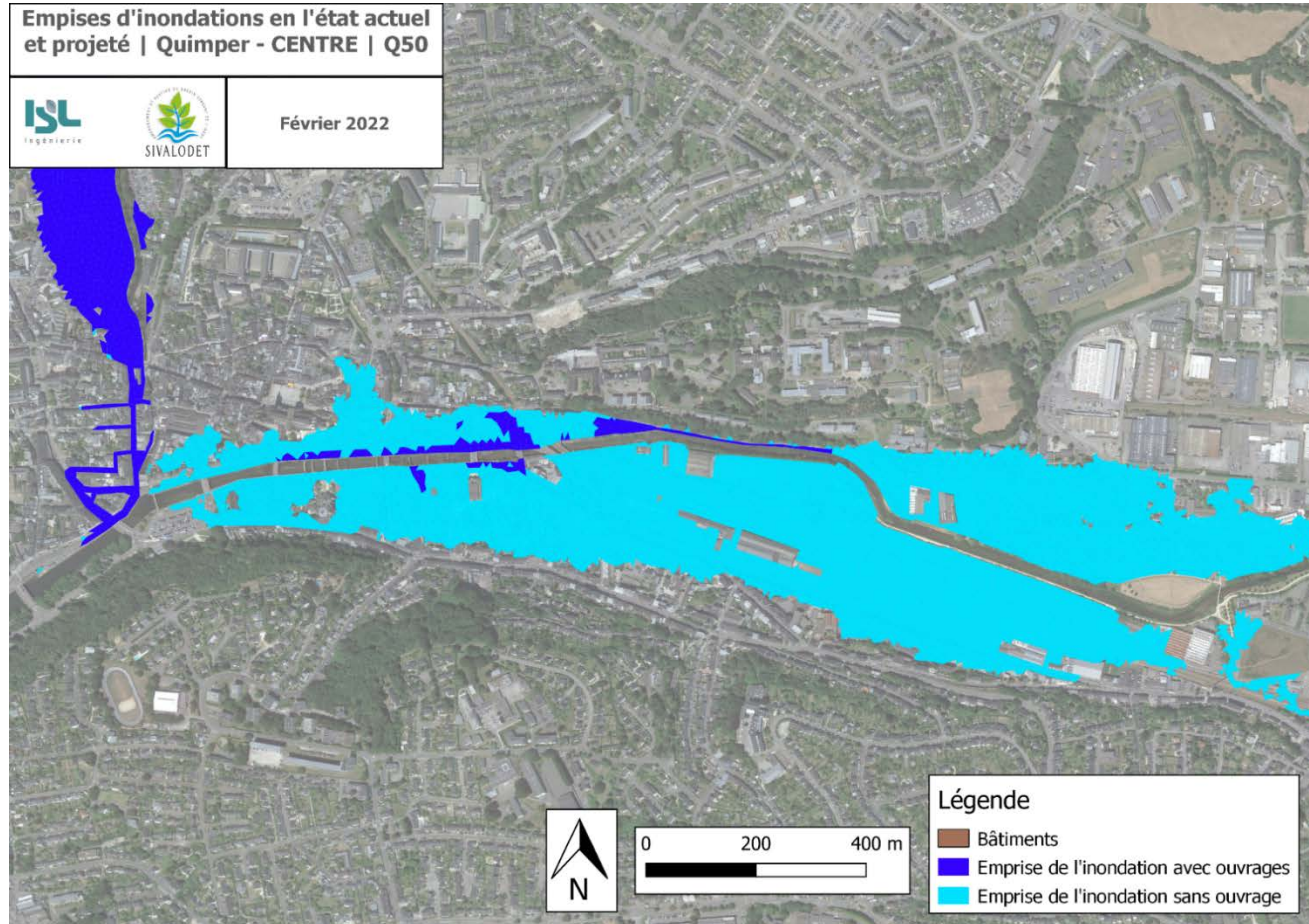 Empises d'inondations en l'état actuel
et projeté | Quimper - CENTRE | Q50
ISL
Ingénierie
SIVALODET
Février 2022
N
0 200 400 m
Légende
Bâtiments
Emprise de l'inondation avec ouvrages
Emprise de l'inondation sans ouvrage